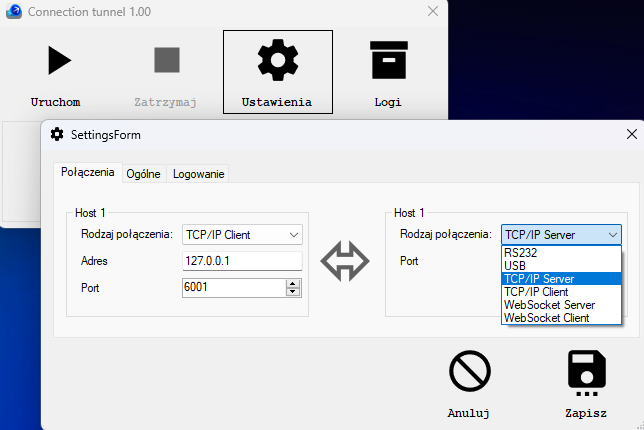 Connection tunnel 1.00
Uruchom
Zatrzymaj
Ustawienia
Logi
SettingsForm
Połączenia
Ogólne
Logowanie
Host 1
Rodzaj połączenia:
TCP/IP Client
Adres
127.0.0.1
Port
6001
Host 1
Rodzaj połączenia:
TCP/IP Server
Port
RS232
USB
TCP/IP Server
TCP/IP Client
WebSocket Server
WebSocket Client
Anuluj
Zapisz